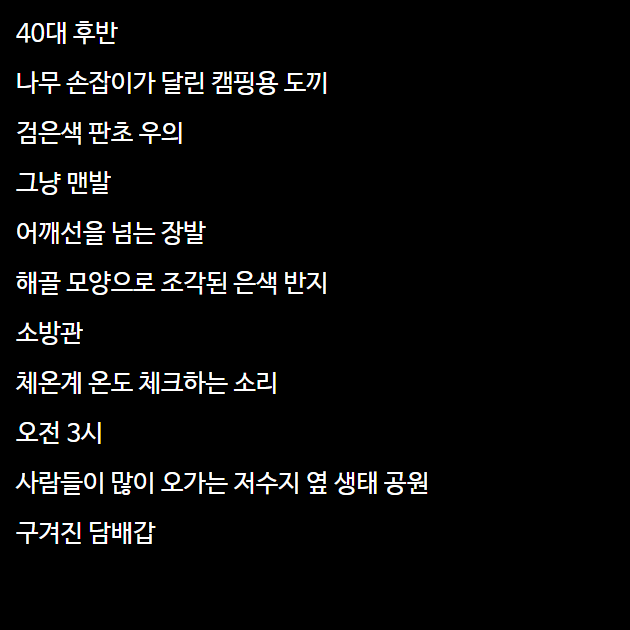 40대 후반
나무 손잡이가 달린 캠핑용 도끼
검은색 판초 우의
그냥 맨발
어깨선을 넘는 장발
해골 모양으로 조각된 은색 반지
소방관
체온계 온도 체크하는 소리
오전 3시
사람들이 많이 오가는 저수지 옆 생태 공원
구겨진 담배갑